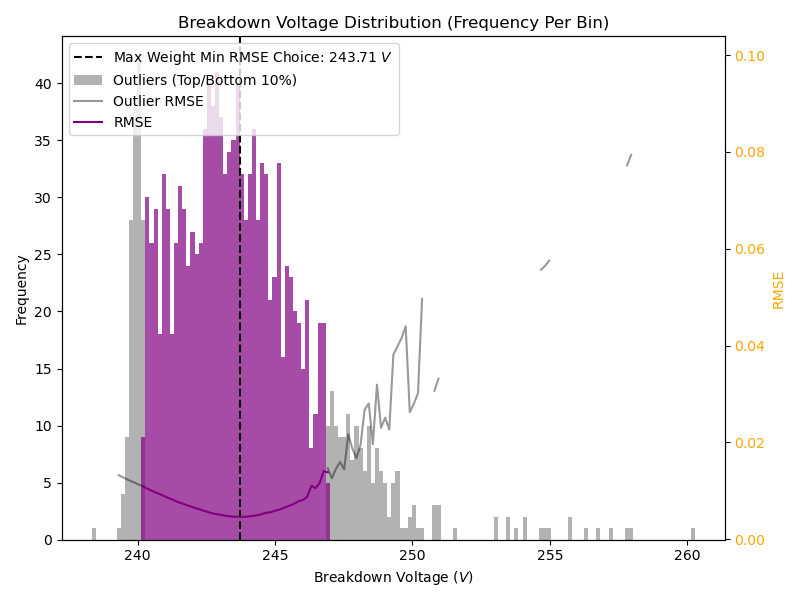 Breakdown Voltage Distribution (Frequency Per Bin)
Max Weight Min RMSE Choice: 243.71 V
Outliers (Top/Bottom 10%)
Outlier RMSE
RMSE
Frequency
40
35
30
25
20
15
10
5
0
0.10
0.08
0.06
0.04
0.02
0.00
RMSE
240
245
250
255
260
Breakdown Voltage (V)